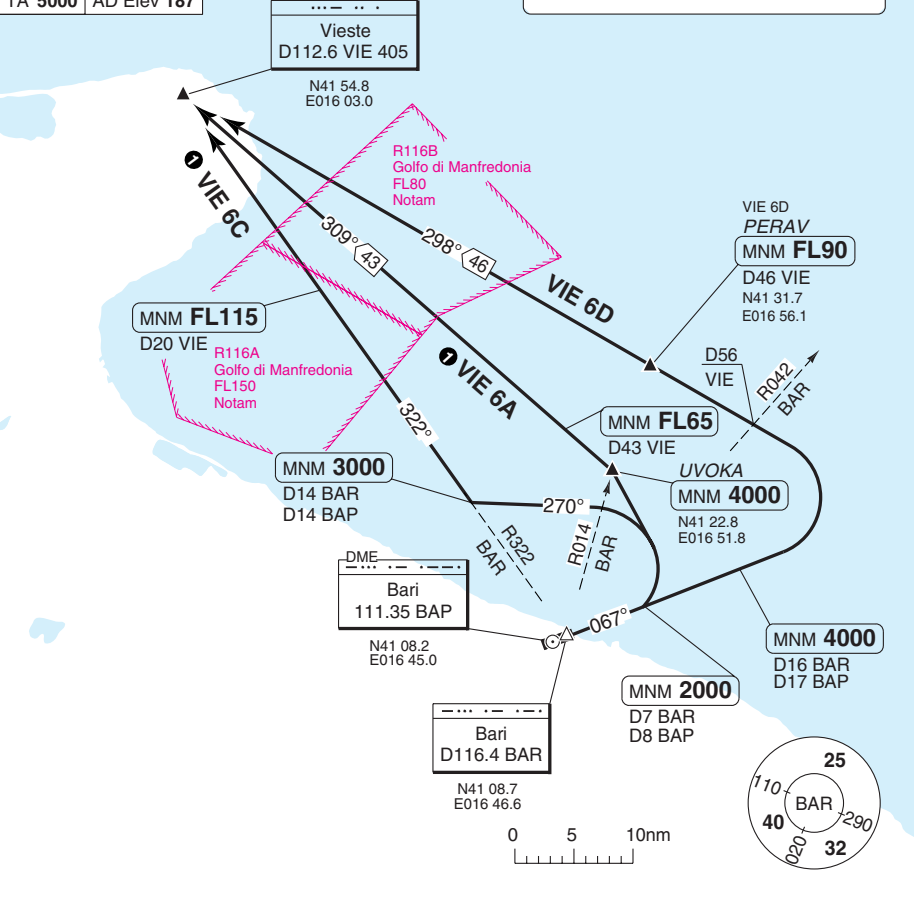 TA 5000 AD Elev 187
Vieste
D112.6 VIE 405
N41 54.8
E016 03.0
R116B
Golfo di Manfredonia
FL80
Notam
❶ VIE 6C
309° 43
298° 46
VIE 6D
VIE 6D
PERAV
MNM FL90
D46 VIE
N41 31.7
E016 56.1
MNM FL115
D20 VIE
R116A
Golfo di Manfredonia
FL150
Notam
❶ VIE 6A
D56
VIE
R042
BAR
322°
MNM FL65
D43 VIE
MNM 3000
D14 BAR
D14 BAP
UVOKA
MNM 4000
N41 22.8
E016 51.8
270°
R322
BAR
R014
BAR
DME
Bari
111.35 BAP
N41 08.2
E016 45.0
067°
MNM 4000
D16 BAR
D17 BAP
MNM 2000
D7 BAR
D8 BAP
Bari
D116.4 BAR
N41 08.7
E016 46.6
25
110
BAR
40
290
020
32
0 5 10nm